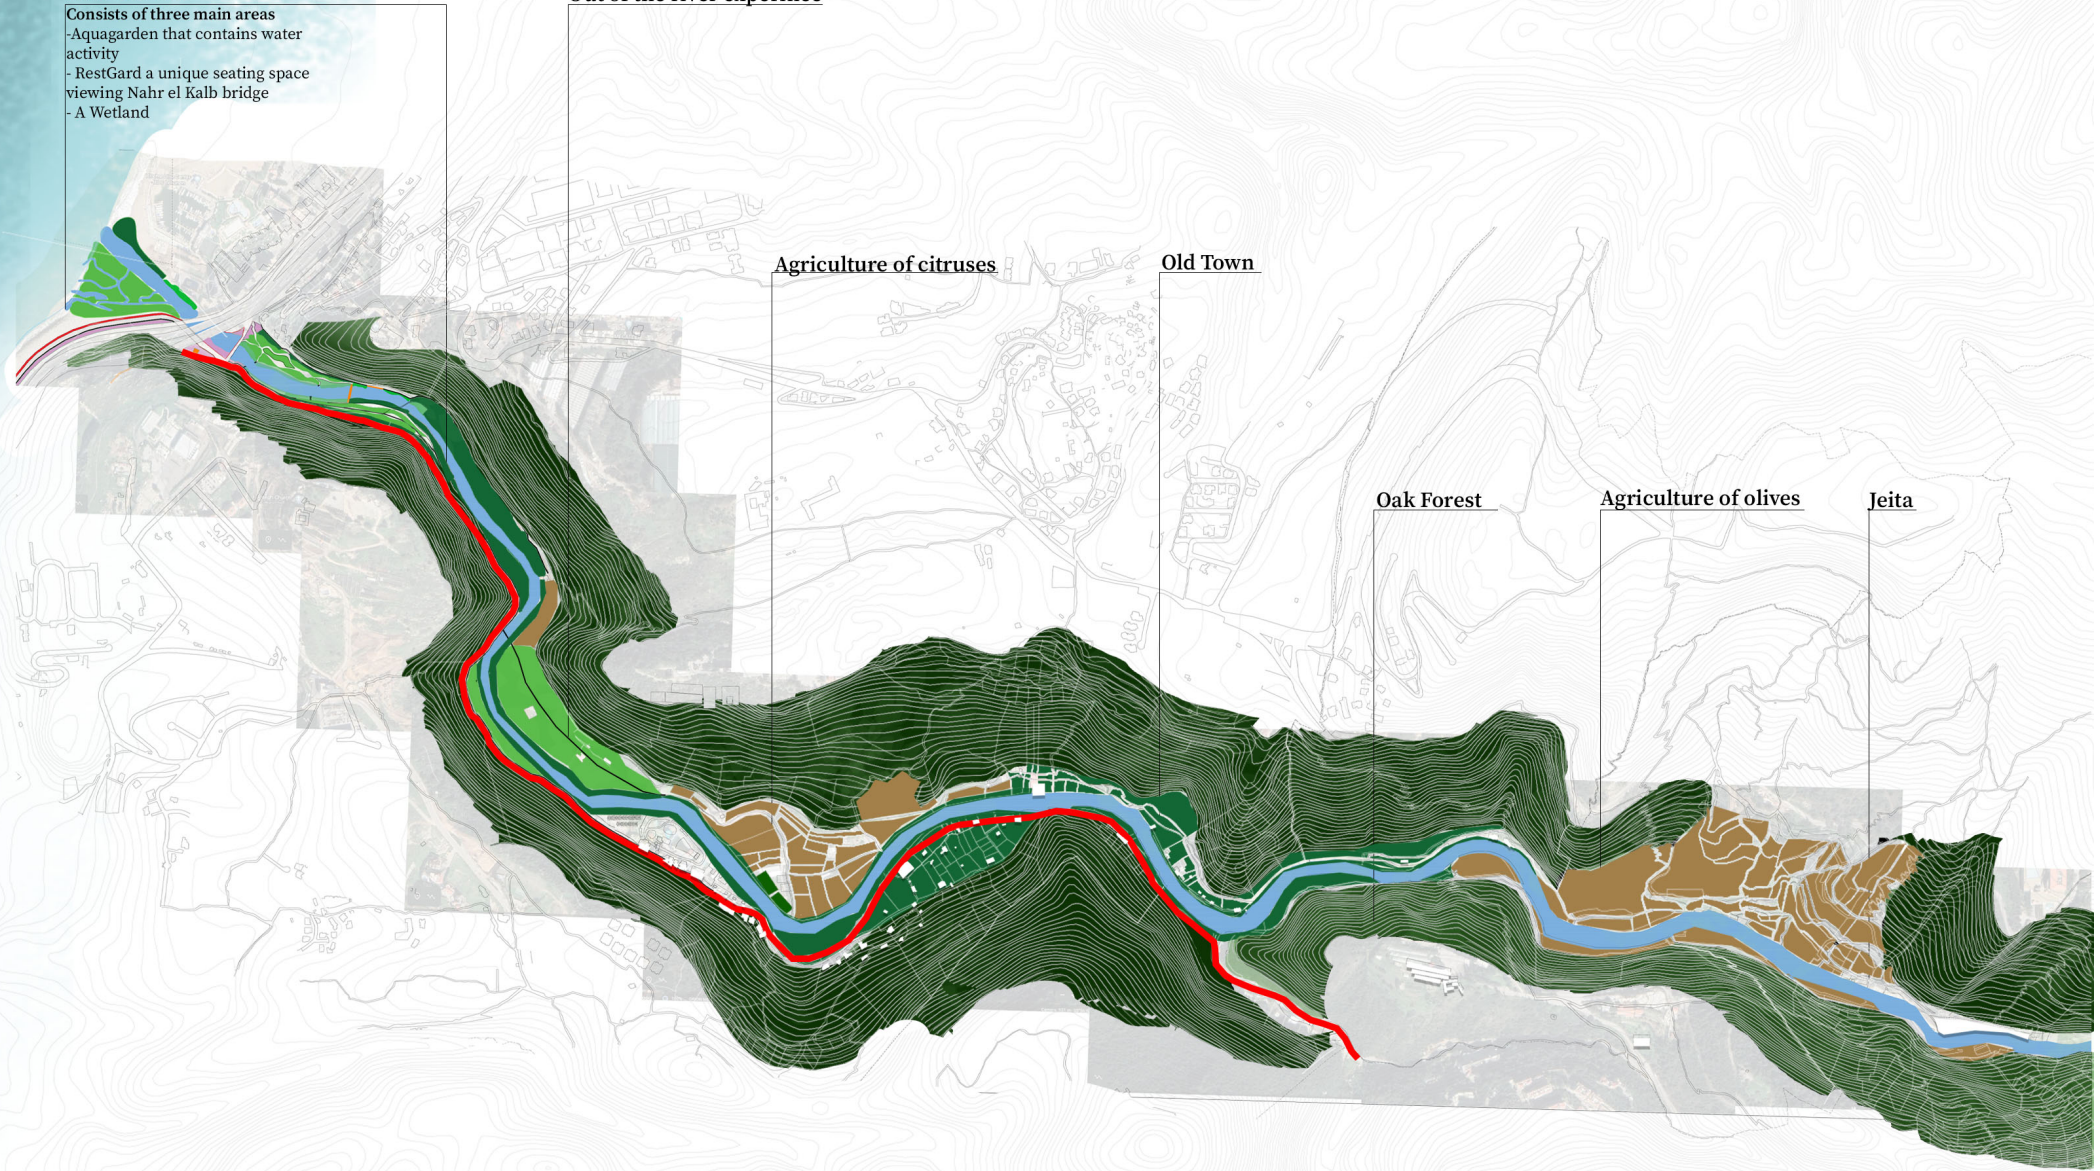 Consists of three main areas
-Aquagarden that contains water
activity
- RestGard a unique seating space
viewing Nahr el Kalb bridge
- A Wetland
Agriculture of citruses
Old Town
Oak Forest
Agriculture of olives
Jeita